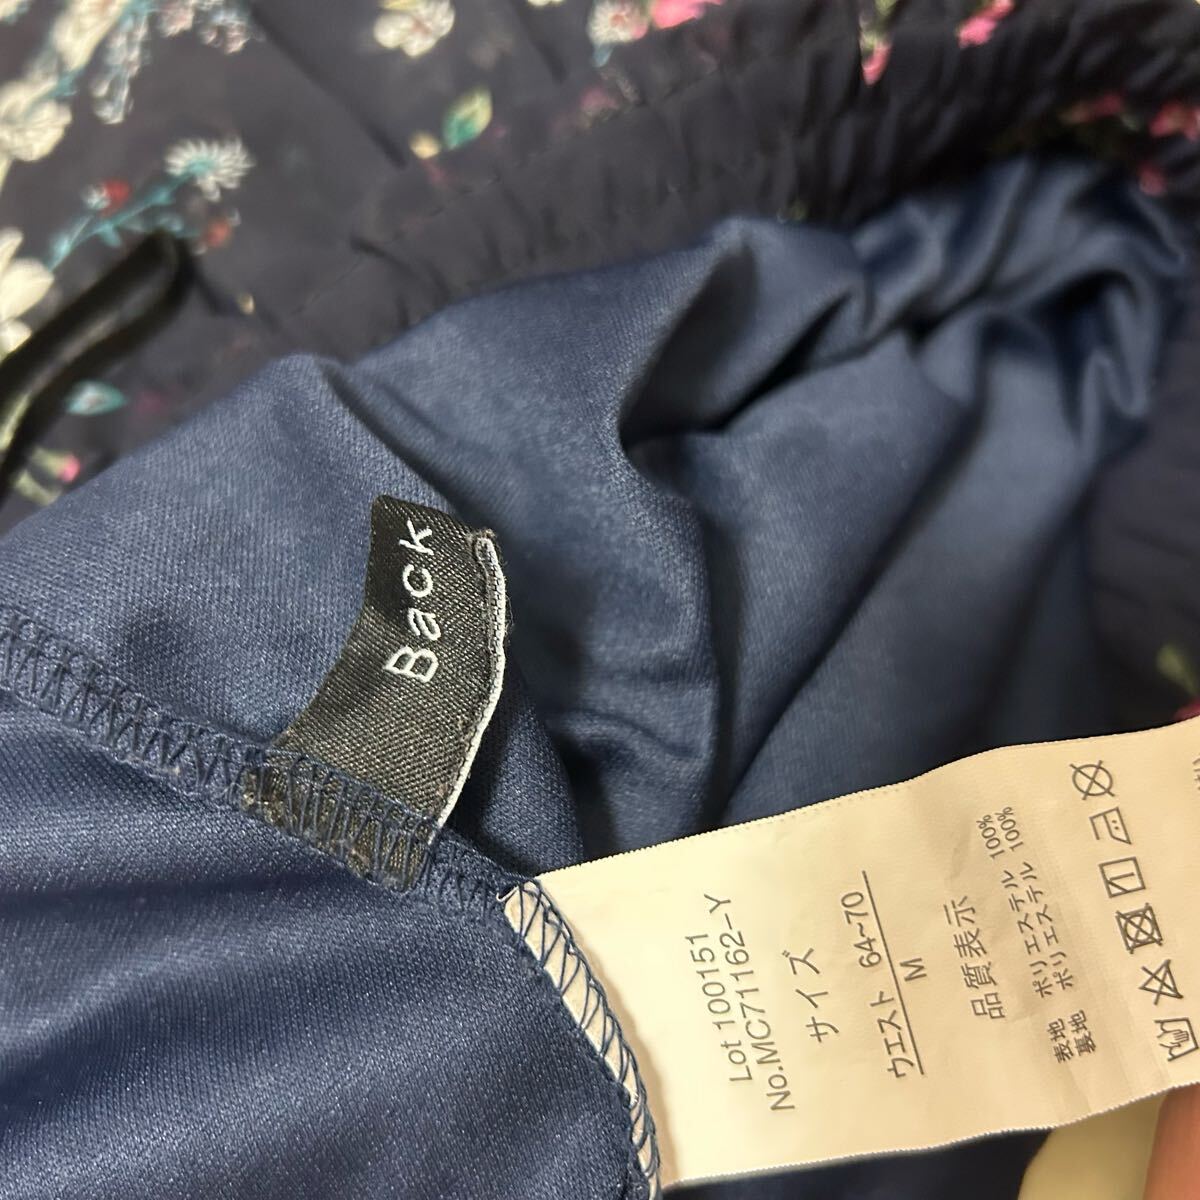 Back
Lot 100151
No.MC71162-Y
サイズ
ウエスト 64~70
M
品質表示
表地 ポリエステル 100%
裏地 ポリエステル 100%